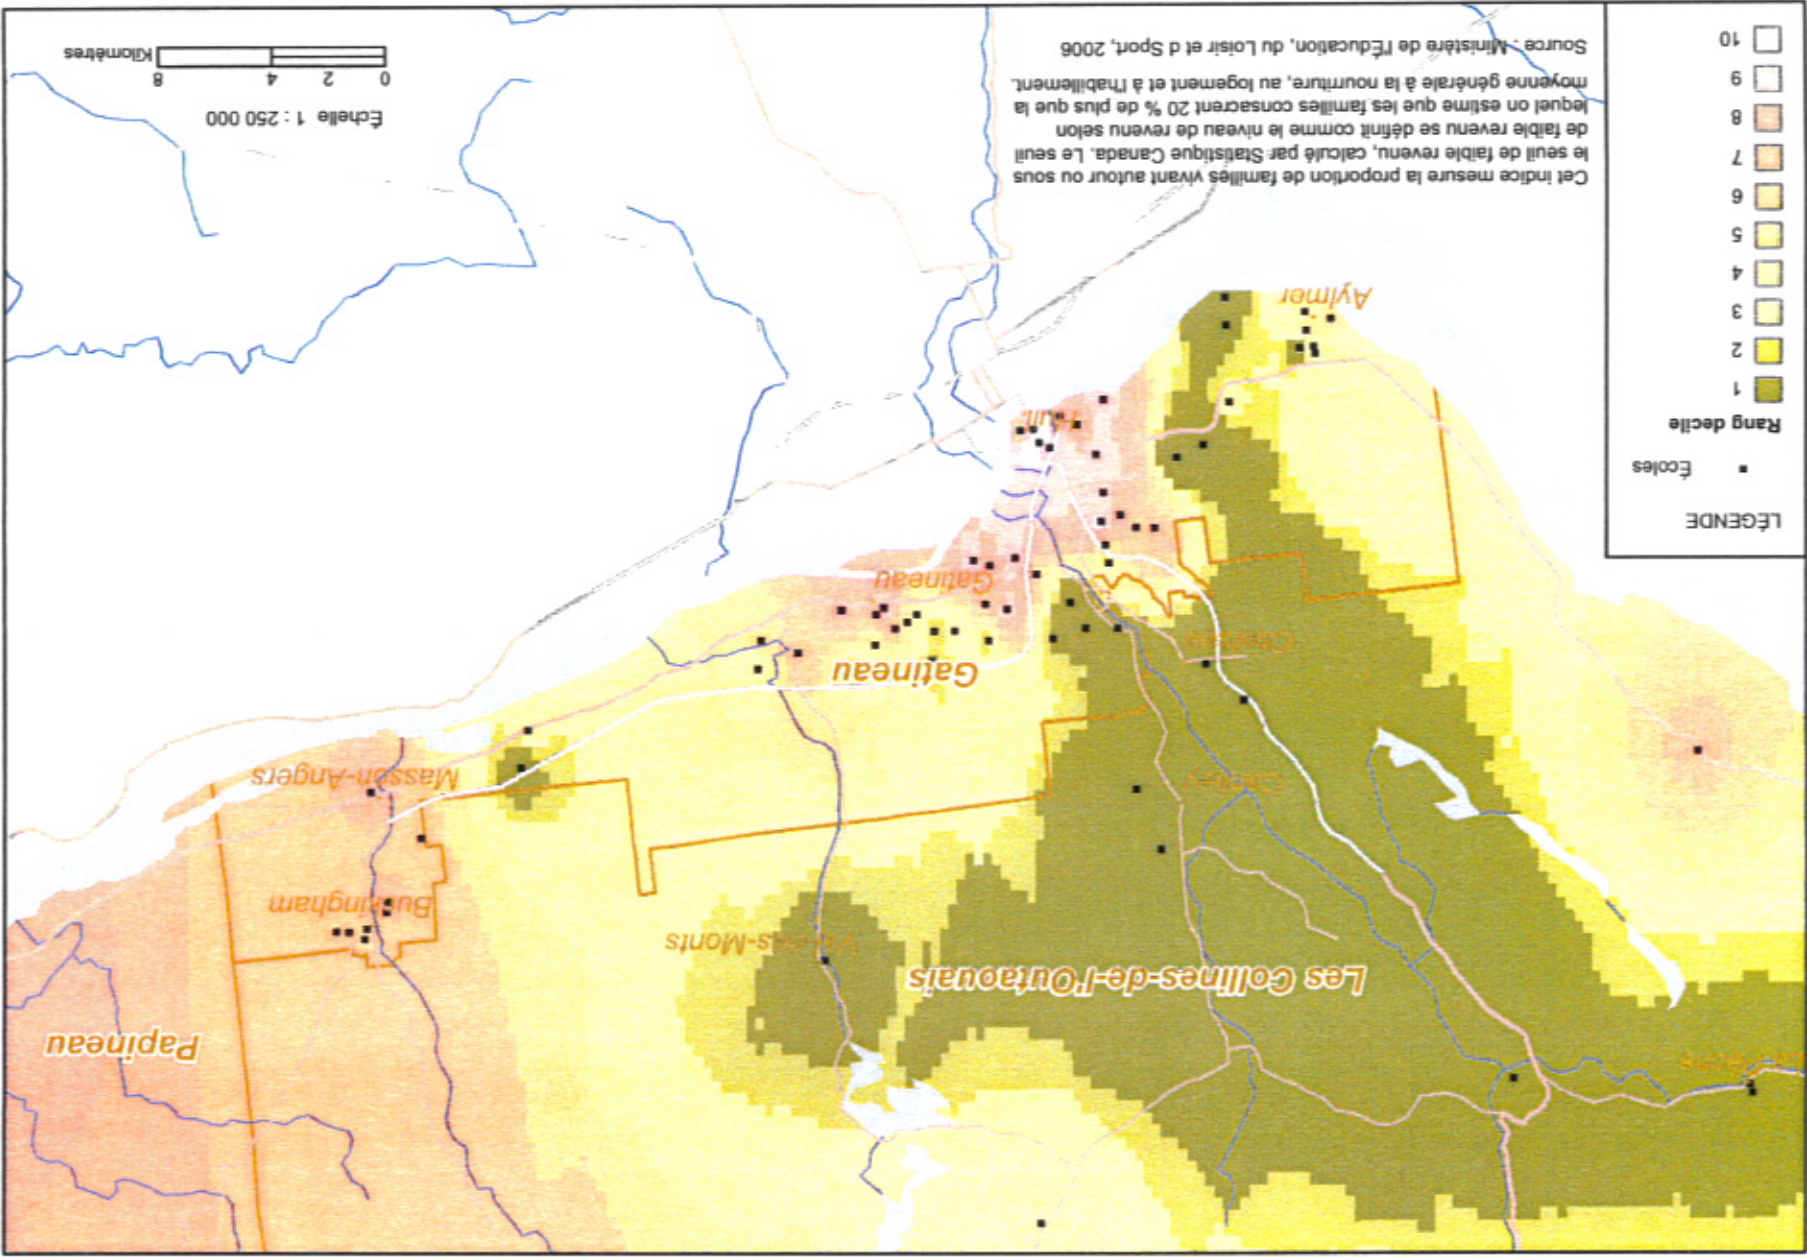 Papineau
Les Collines-de-l'Outaouais
Val-des-Monts
Buckingham
Masson-Angers
Gatineau
Gatineau
Hull
Aylmer
LÉGENDE
Écoles
Rang décile
1
2
3
4
5
6
7
8
9
10
Cet indice mesure la proportion de familles vivant autour ou sous
le seuil de faible revenu, calculé par Statistique Canada. Le seuil
de faible revenu se définit comme le niveau de revenu selon
lequel on estime que les familles consacrent 20 % de plus que la
moyenne générale à la nourriture, au logement et à l'habillement.
Source : Ministère de l'Éducation, du Loisir et d Sport, 2006
Échelle 1 : 250 000
0 2 4 8
Kilomètres